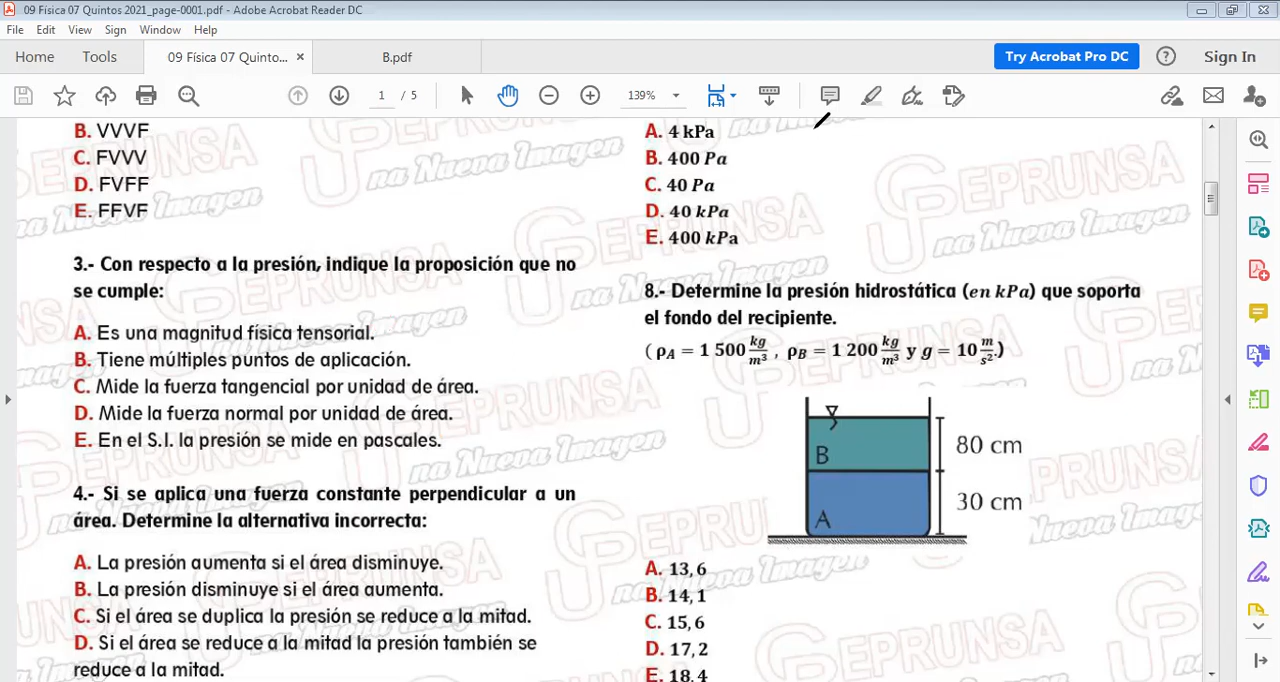 09 Física 07 Quintos 2021_page-0001.pdf - Adobe Acrobat Reader DC
File Edit View Sign Window Help
Home Tools 09 Física 07 Quinto... × B.pdf Try Acrobat Pro DC ? Sign In
1 / 5 139%
B. VVVF
C. FVVV
D. FVFF
E. FFVF
3.- Con respecto a la presión, indique la proposición que no
se cumple:
A. Es una magnitud física tensorial.
B. Tiene múltiples puntos de aplicación.
C. Mide la fuerza tangencial por unidad de área.
D. Mide la fuerza normal por unidad de área.
E. En el S.I. la presión se mide en pascales.
4.- Si se aplica una fuerza constante perpendicular a un
área. Determine la alternativa incorrecta:
A. La presión aumenta si el área disminuye.
B. La presión disminuye si el área aumenta.
C. Si el área se duplica la presión se reduce a la mitad.
D. Si el área se reduce a la mitad la presión también se
reduce a la mitad.
A. 4 kPa
B. 400 Pa
C. 40 Pa
D. 40 kPa
E. 400 kPa
8.- Determine la presión hidrostática (en kPa) que soporta
el fondo del recipiente.
( ρA = 1 500 kg/m³ , ρB = 1 200 kg/m³ y g = 10 m/s².)
B
80 cm
A
30 cm
A. 13,6
B. 14,1
C. 15,6
D. 17,2
E. 18,4